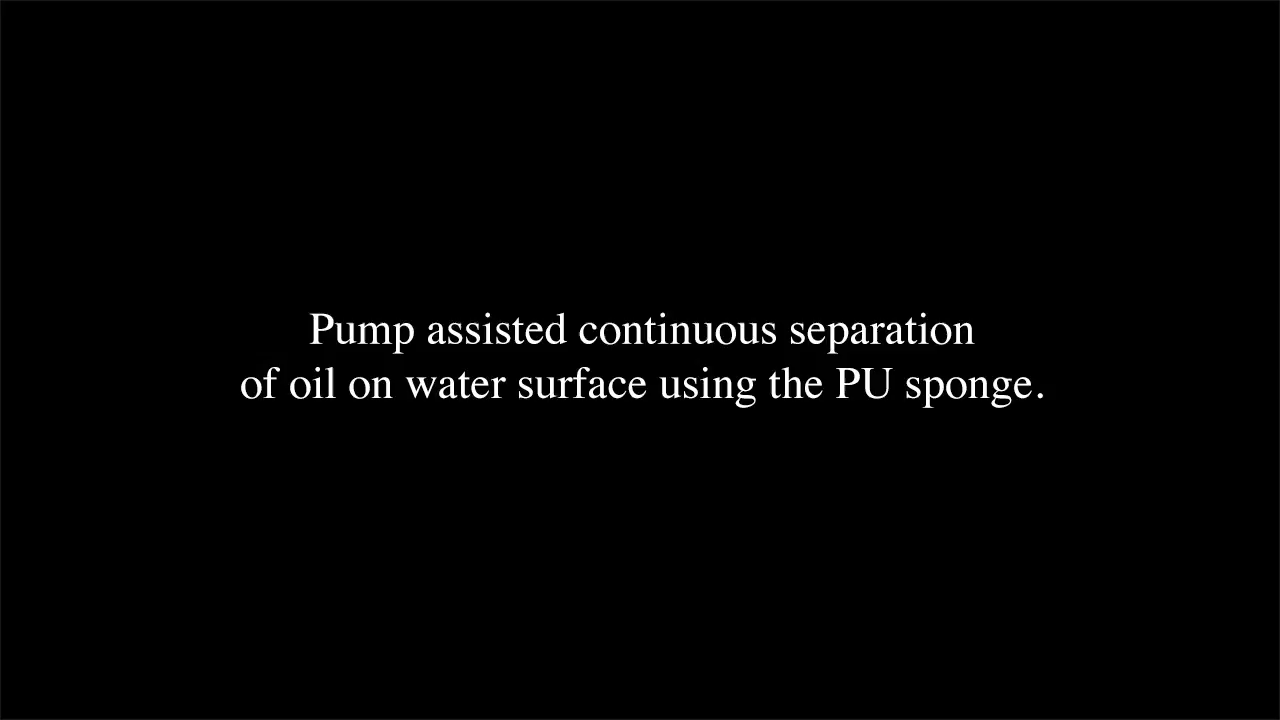 Pump assisted continuous separation
of oil on water surface using the PU sponge.